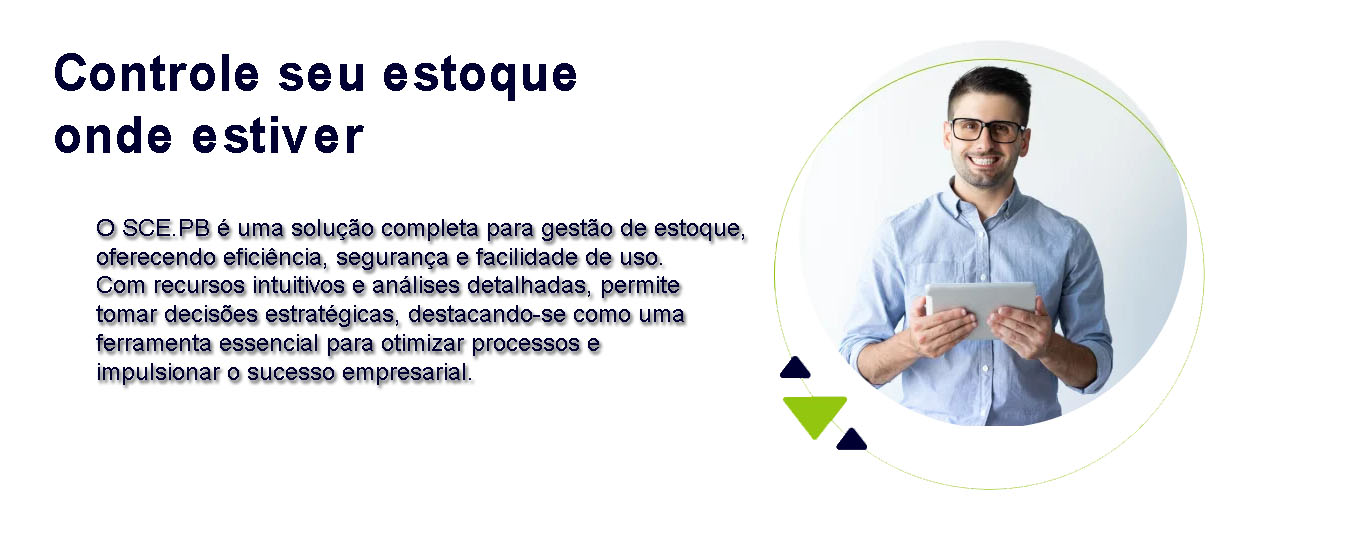 Controle seu estoque
onde estiver
O SCE.PB é uma solução completa para gestão de estoque,
oferecendo eficiência, segurança e facilidade de uso.
Com recursos intuitivos e análises detalhadas, permite
tomar decisões estratégicas, destacando-se como uma
ferramenta essencial para otimizar processos e
impulsionar o sucesso empresarial.